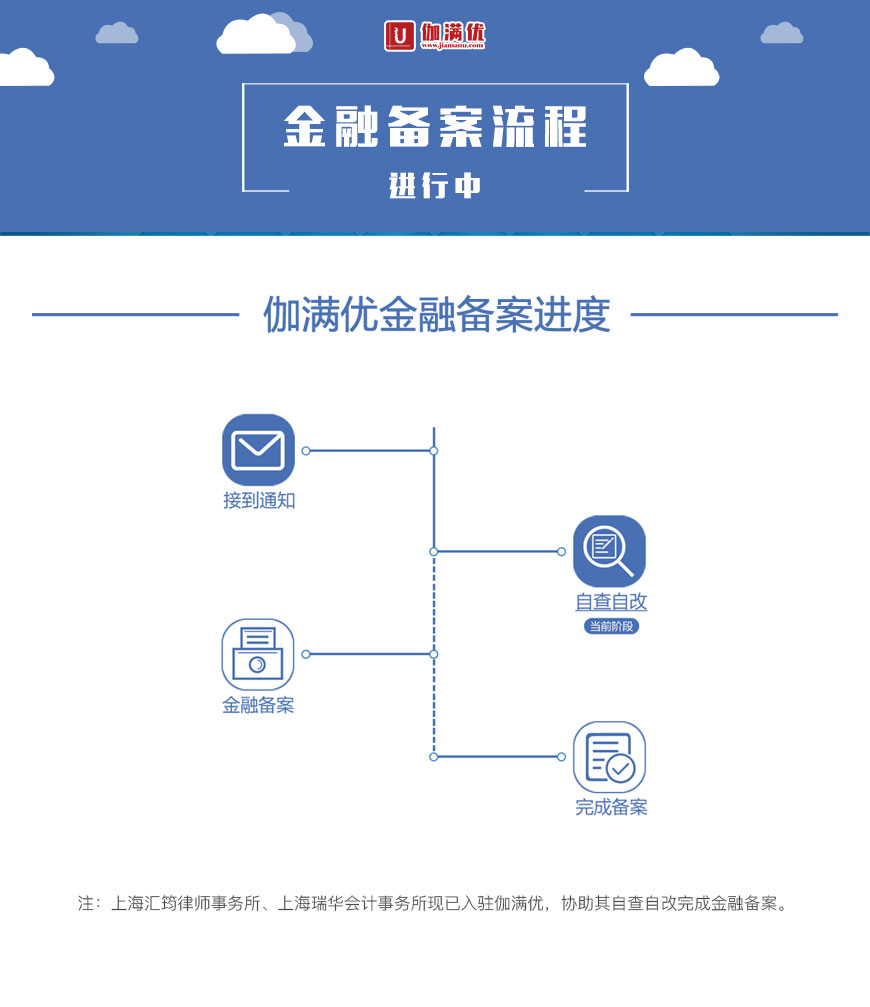 U
伽满优
www.jiamanu.com
金融备案流程
进行中
伽满优金融备案进度
接到通知
自查自改
当前阶段
金融备案
完成备案
注：上海汇筠律师事务所、上海瑞华会计事务所现已入驻伽满优，协助其自查自改完成金融备案。